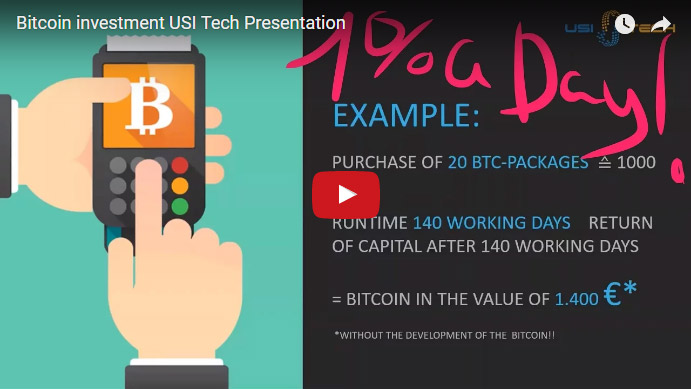 Bitcoin investment USI Tech Presentation
USI TECH
1% a Day!
EXAMPLE:
PURCHASE OF 20 BTC-PACKAGES ≙ 1000
RUNTIME 140 WORKING DAYS RETURN
OF CAPITAL AFTER 140 WORKING DAYS
= BITCOIN IN THE VALUE OF 1.400 €*
*WITHOUT THE DEVELOPMENT OF THE BITCOIN!!